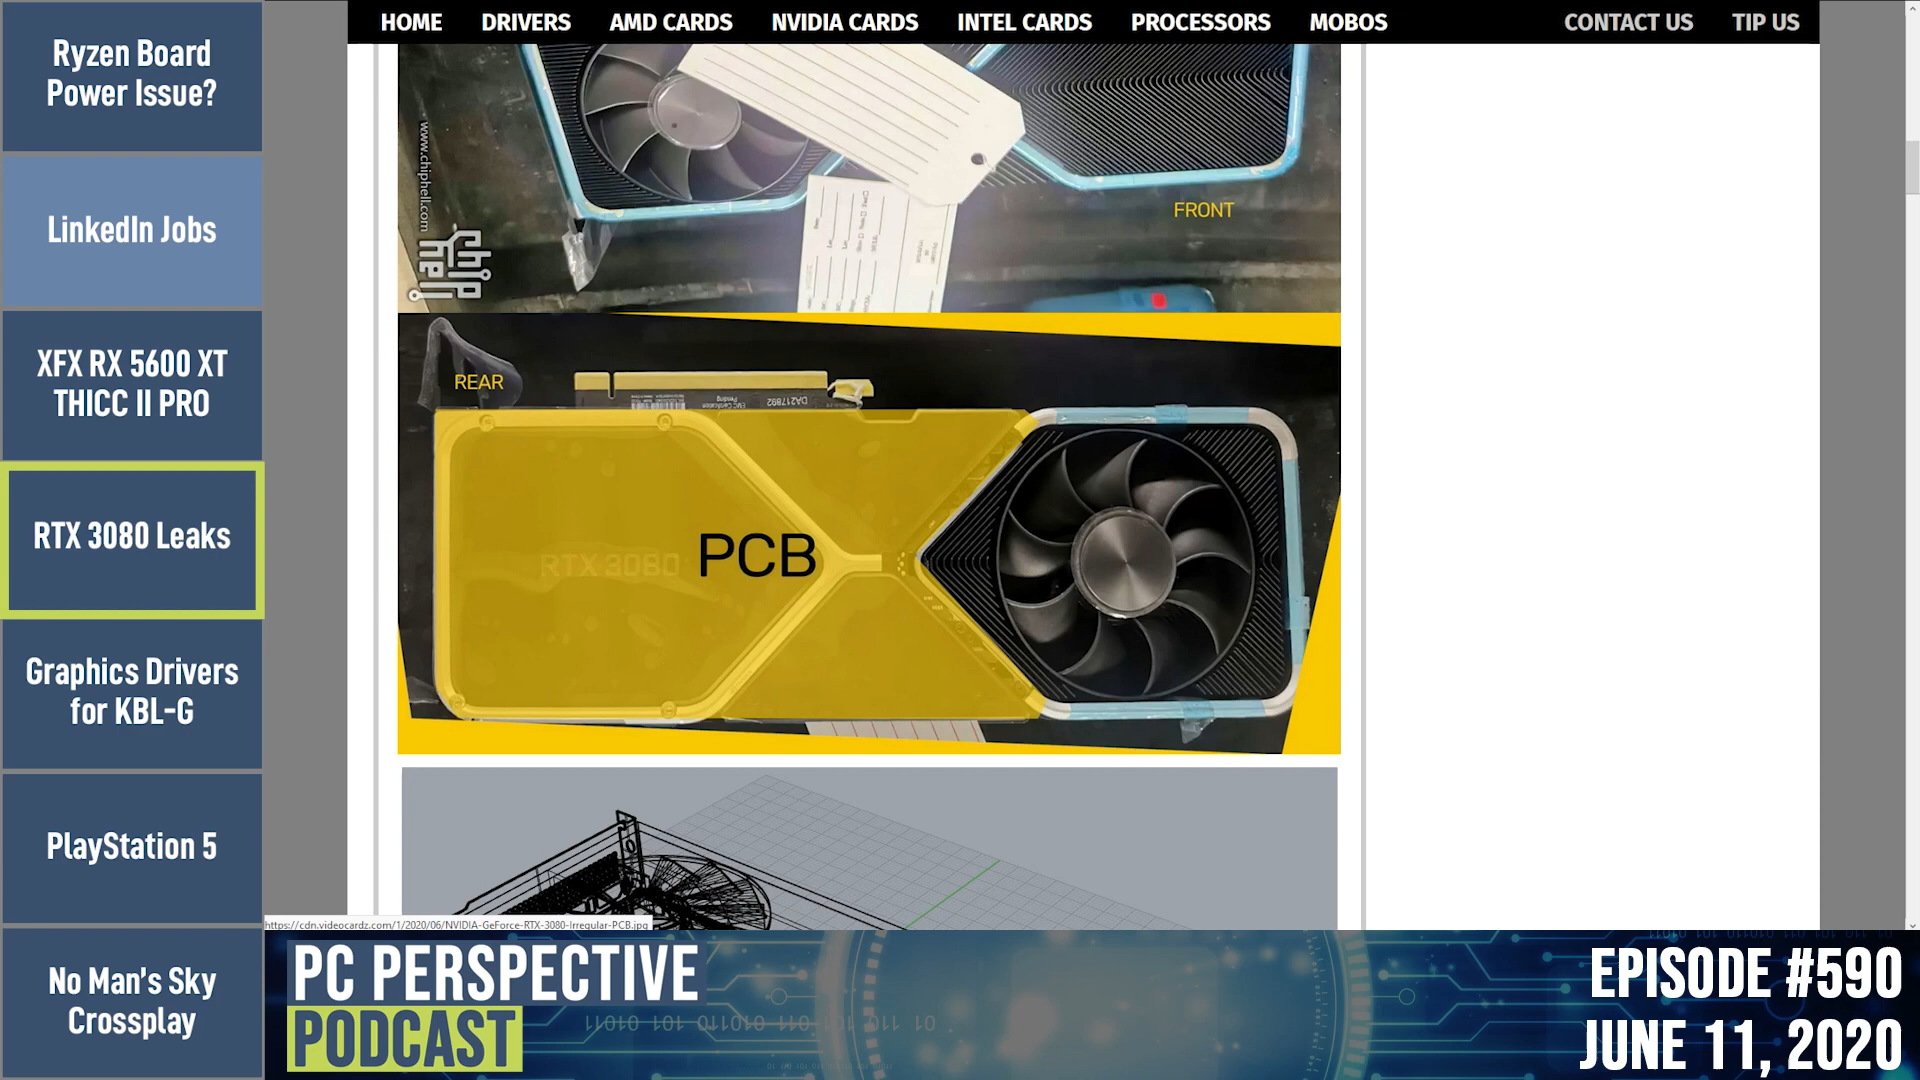 Ryzen Board
Power Issue?
LinkedIn Jobs
XFX RX 5600 XT
THICC II PRO
RTX 3080 Leaks
Graphics Drivers
for KBL-G
PlayStation 5
No Man's Sky
Crossplay
HOME DRIVERS AMD CARDS NVIDIA CARDS INTEL CARDS PROCESSORS MOBOS CONTACT US TIP US
www.chiphell.com
FRONT
REAR
DA217892
EMC Certification
Pending
RTX 3080
PCB
https://cdn.videocardz.com/1/2020/06/NVIDIA-GeForce-RTX-3080-Irregular-PCB.jpg
PC PERSPECTIVE
PODCAST
EPISODE #590
JUNE 11, 2020